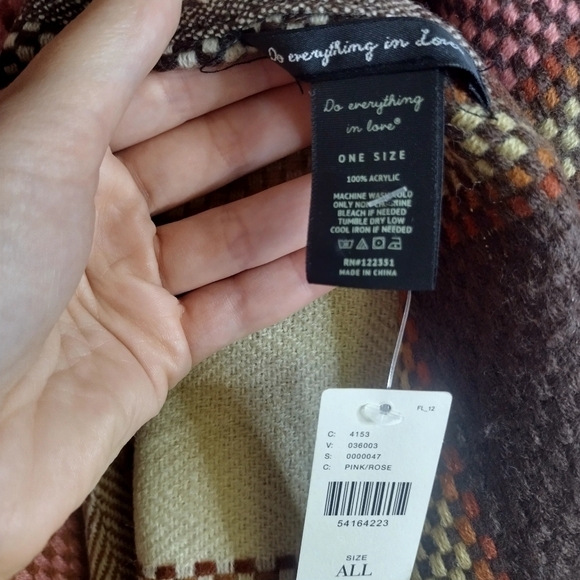 Do everything in Love
Do everything
in love®
ONE SIZE
100% ACRYLIC
MACHINE WASH COLD
ONLY NON-CHLORINE
BLEACH IF NEEDED
TUMBLE DRY LOW
COOL IRON IF NEEDED
RN#122351
MADE IN CHINA
FL_12
C: 4153
V: 036003
S: 0000047
C: PINK/ROSE
54164223
SIZE
ALL